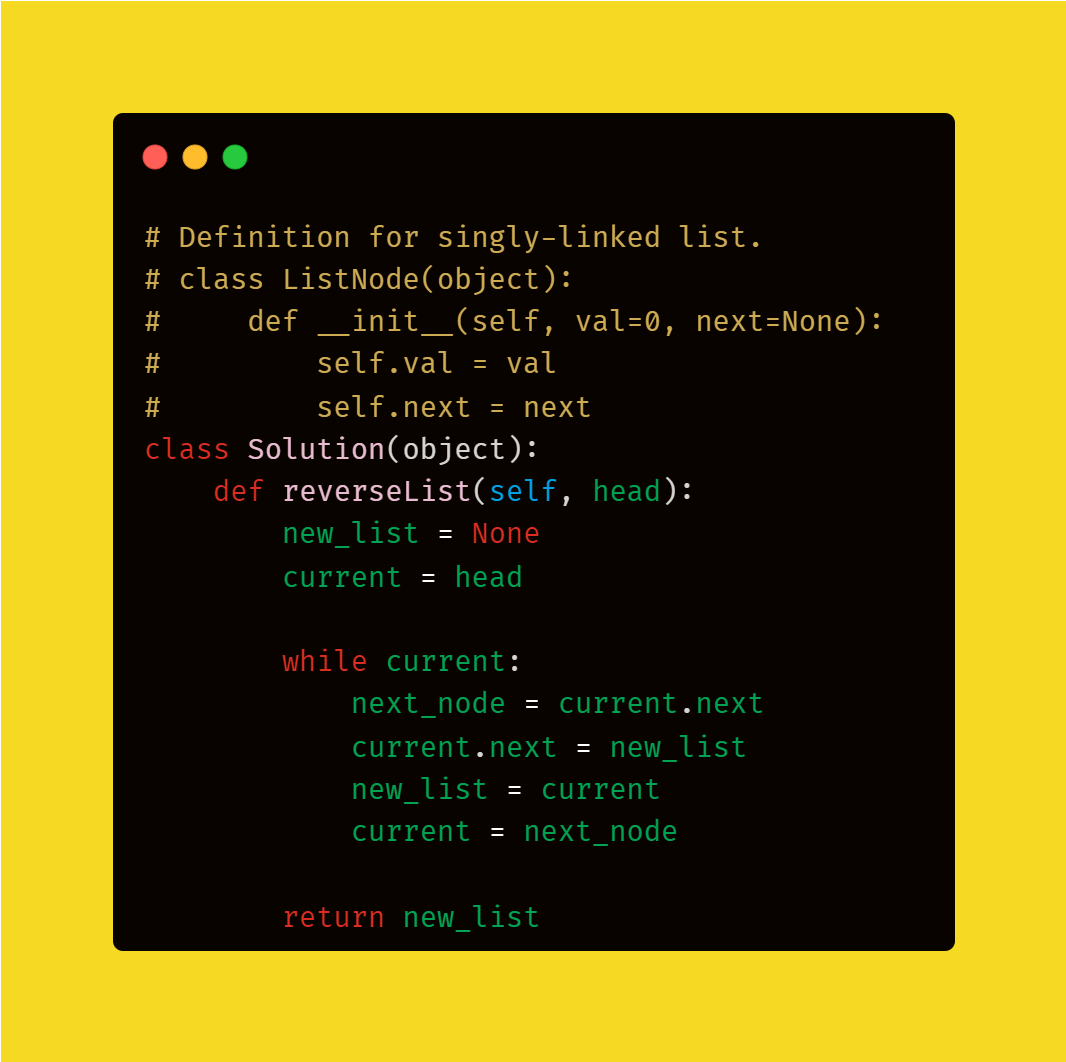 # Definition for singly-linked list.
# class ListNode(object):
#     def __init__(self, val=0, next=None):
#         self.val = val
#         self.next = next
class Solution(object):
    def reverseList(self, head):
        new_list = None
        current = head

        while current:
            next_node = current.next
            current.next = new_list
            new_list = current
            current = next_node

        return new_list